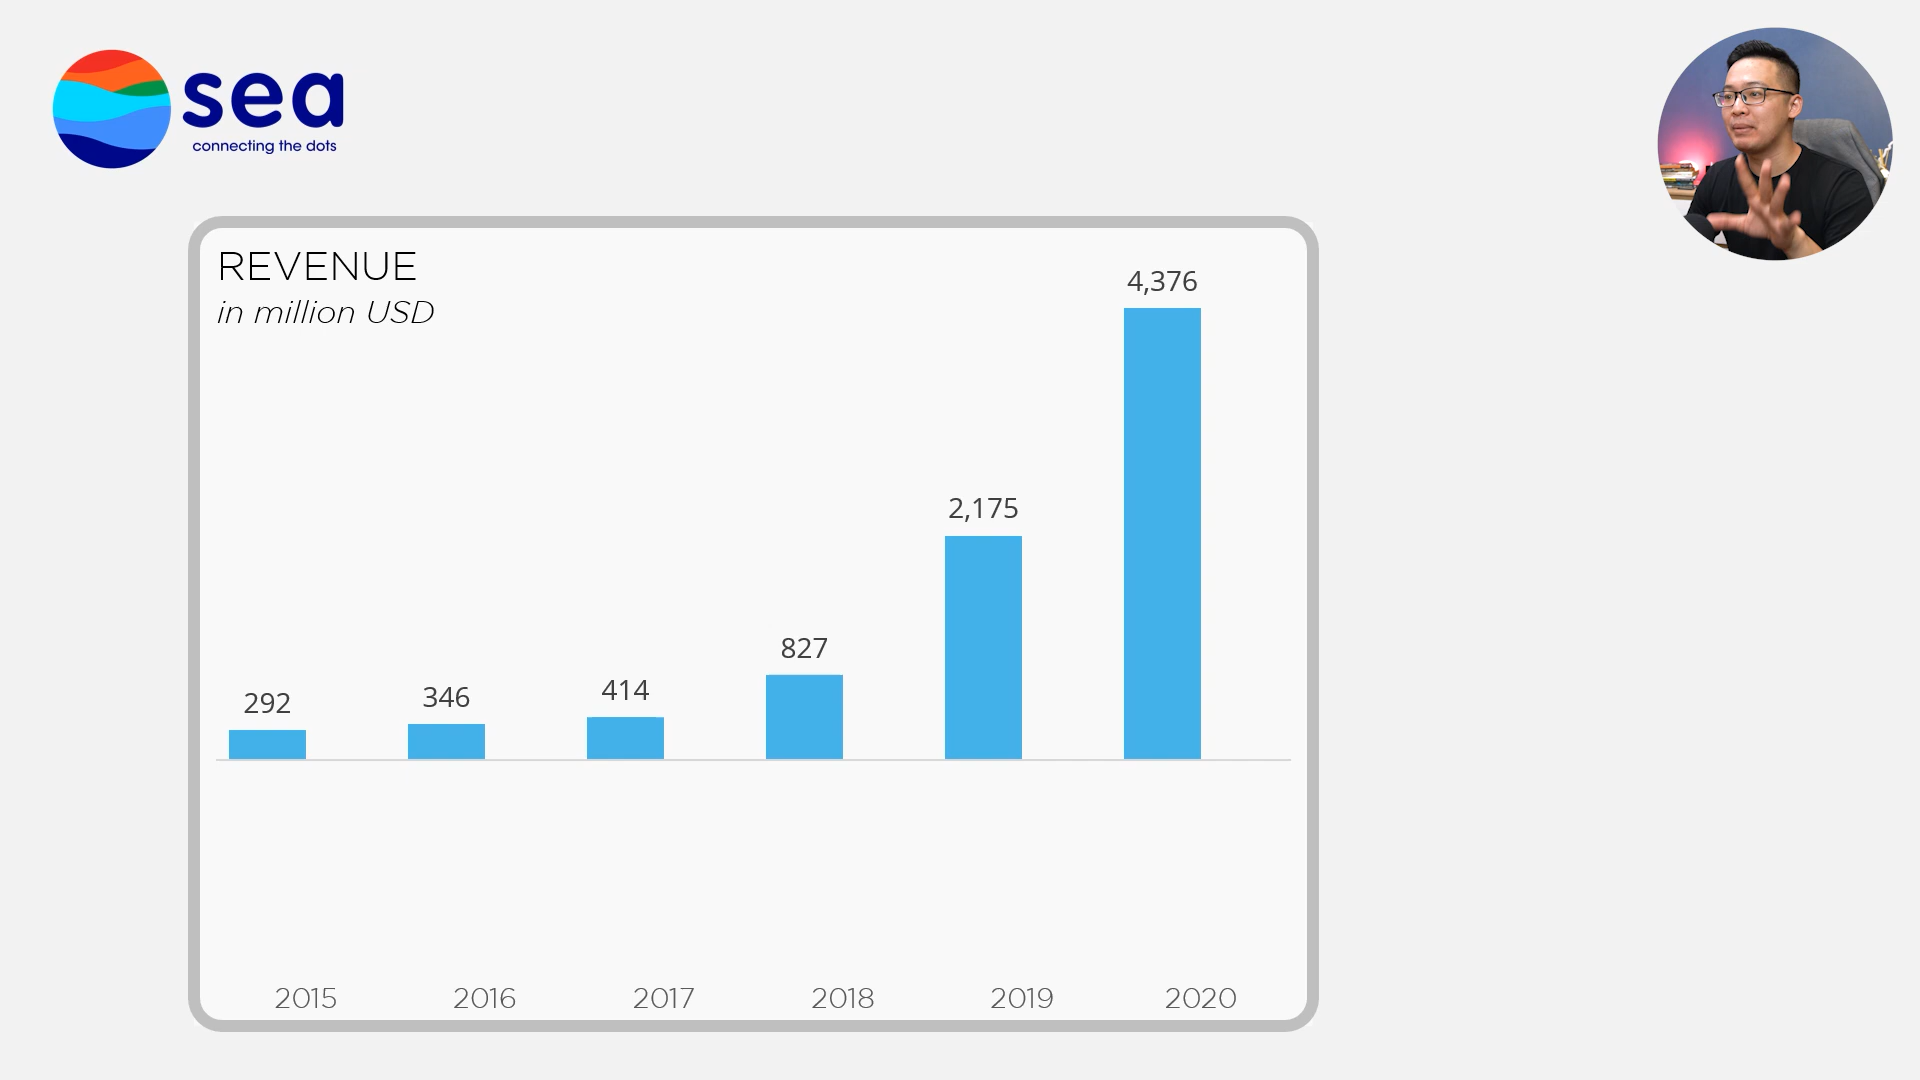 sea
connecting the dots
REVENUE
in million USD
4,376
2,175
827
414
346
292
2015 2016 2017 2018 2019 2020